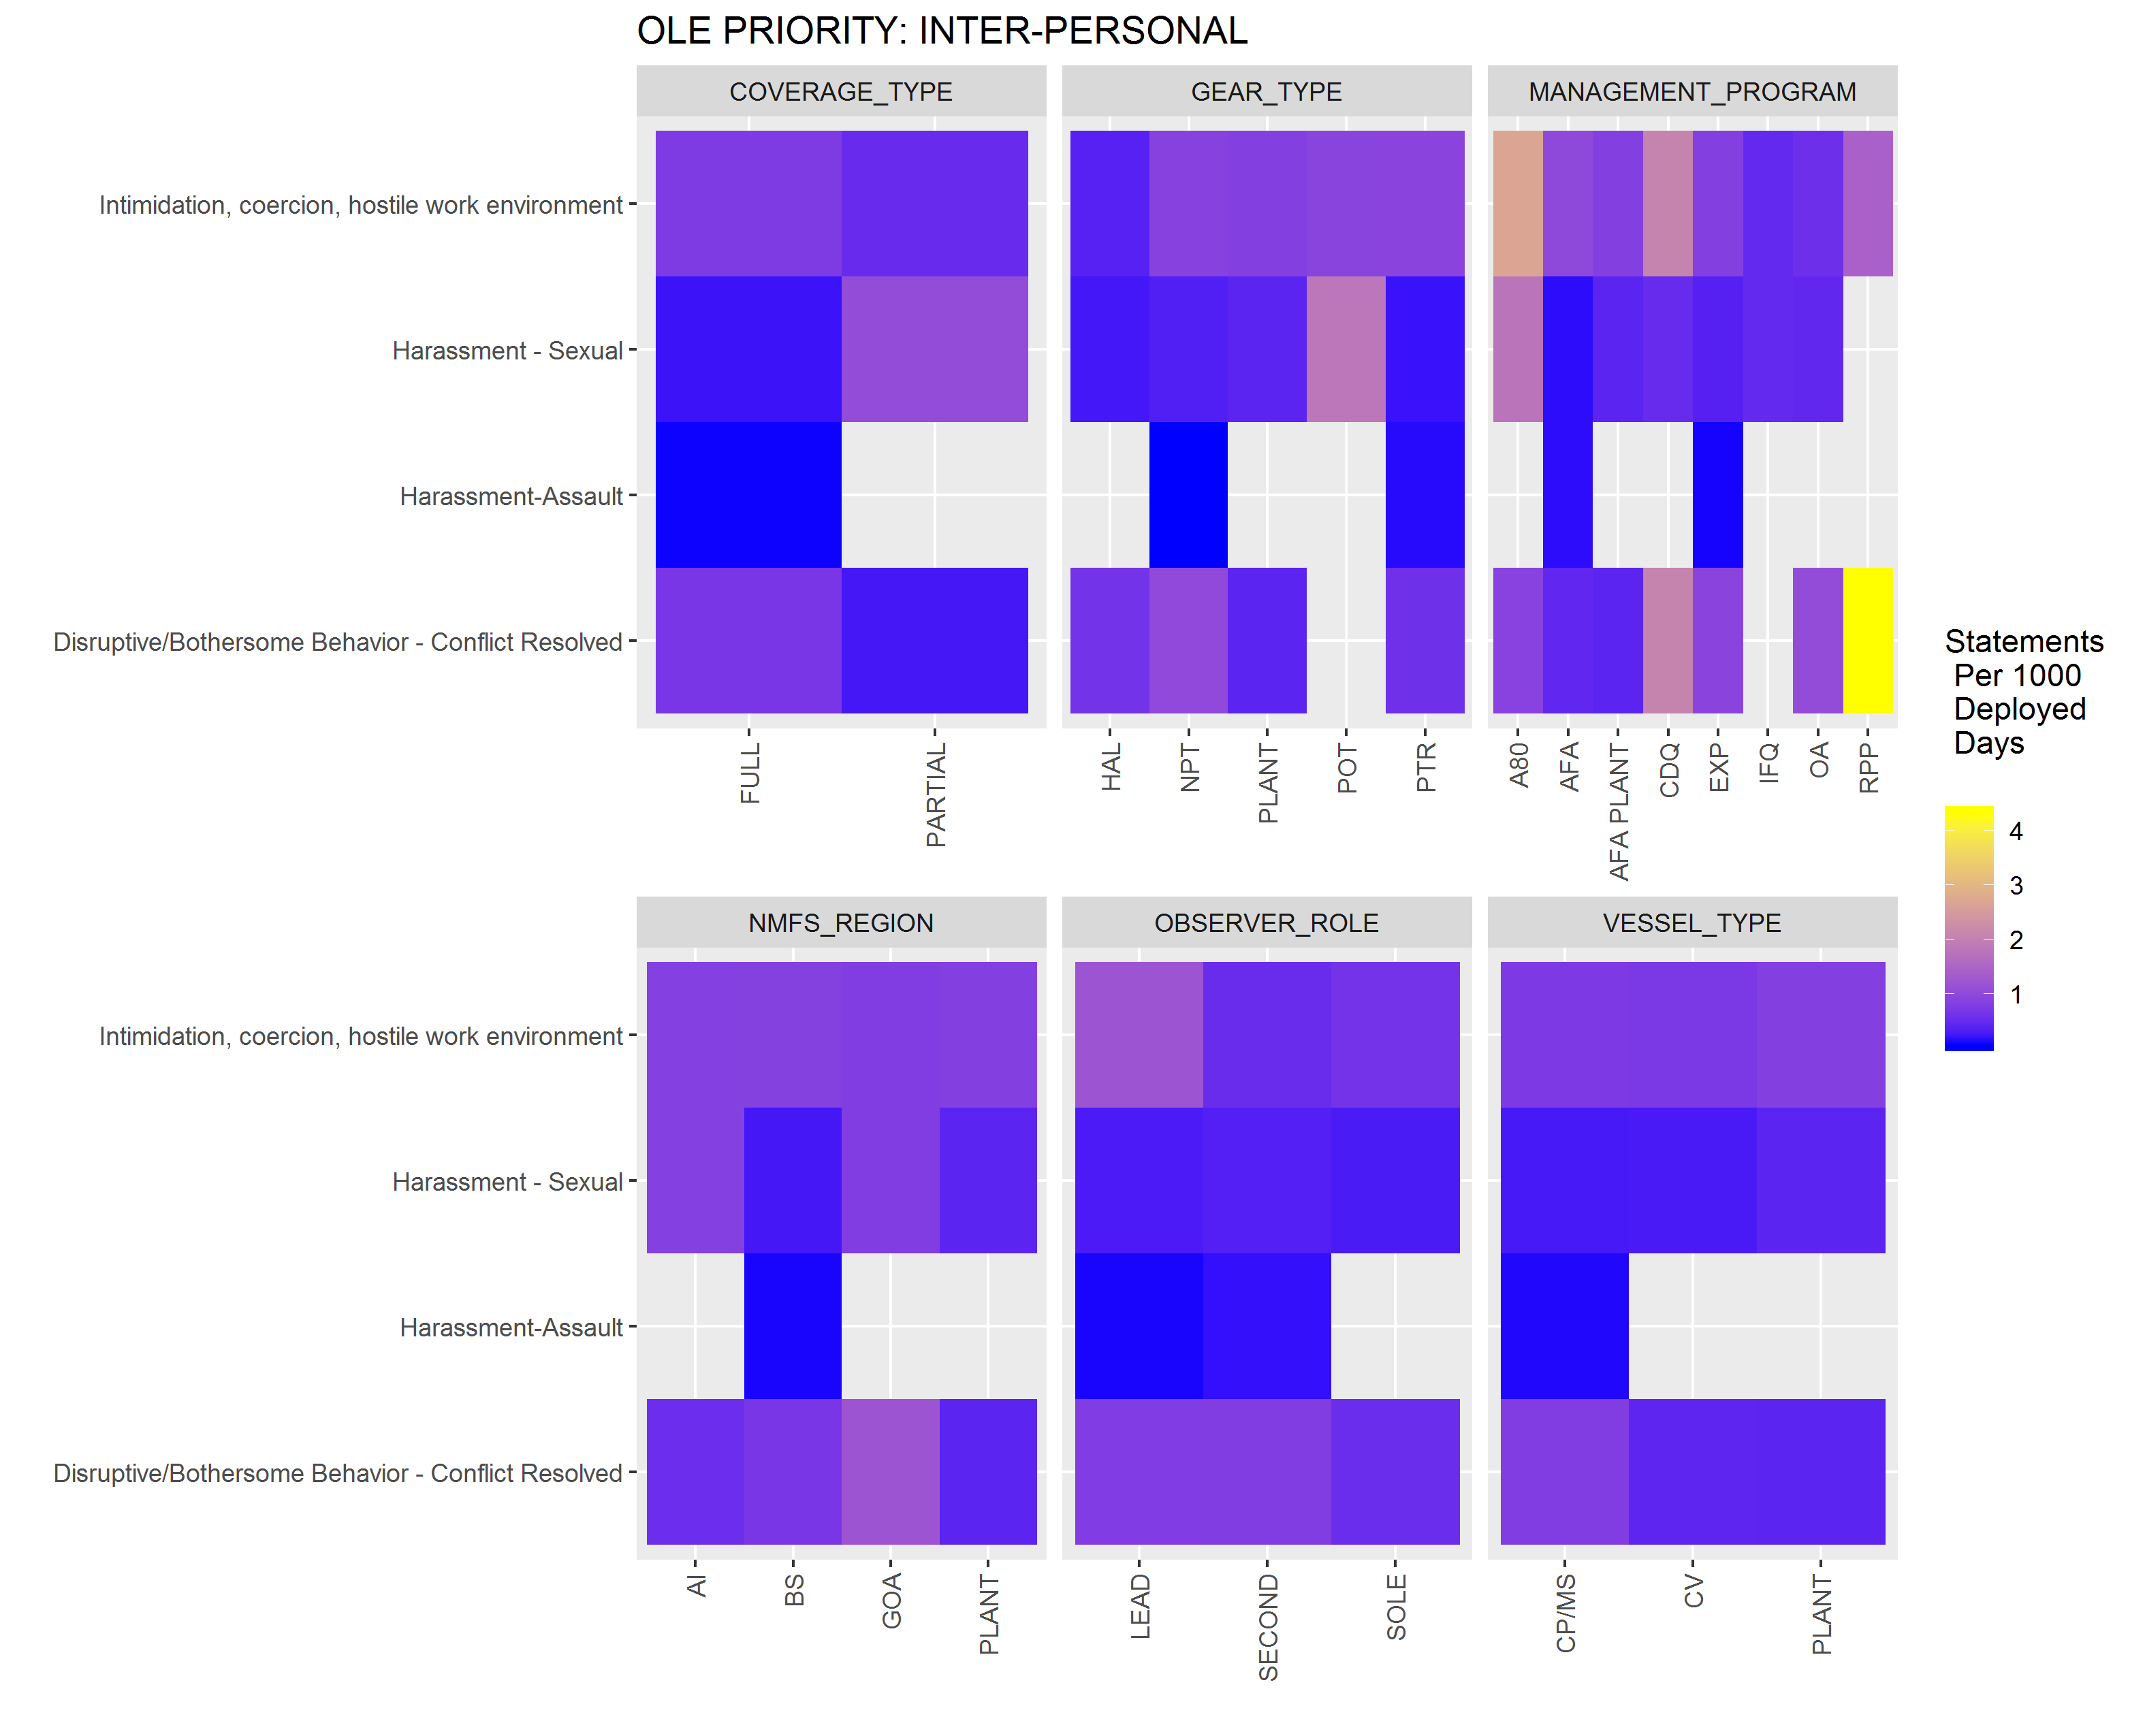 OLE PRIORITY: INTER-PERSONAL
COVERAGE_TYPE
GEAR_TYPE
MANAGEMENT_PROGRAM
Intimidation, coercion, hostile work environment
Harassment - Sexual
Harassment-Assault
Disruptive/Bothersome Behavior - Conflict Resolved
FULL
PARTIAL
HAL
NPT
PLANT
POT
PTR
A80
AFA
AFA PLANT
CDQ
EXP
IFQ
OA
RPP
NMFS_REGION
OBSERVER_ROLE
VESSEL_TYPE
Intimidation, coercion, hostile work environment
Harassment - Sexual
Harassment-Assault
Disruptive/Bothersome Behavior - Conflict Resolved
AI
BS
GOA
PLANT
LEAD
SECOND
SOLE
CP/MS
CV
PLANT
Statements
Per 1000
Deployed
Days
4
3
2
1